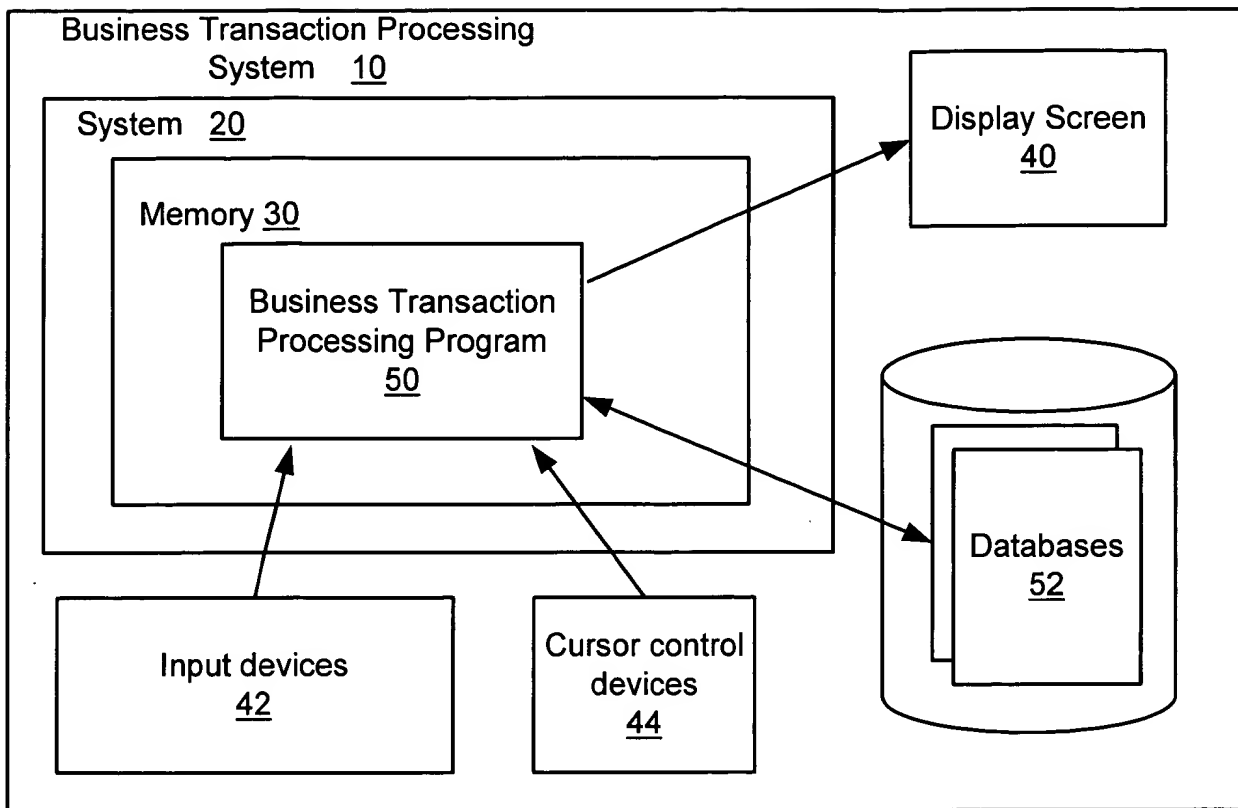 Business Transaction Processing
System 10
System 20
Memory 30
Business Transaction
Processing Program
50
Display Screen
40
Databases
52
Input devices
42
Cursor control
devices
44